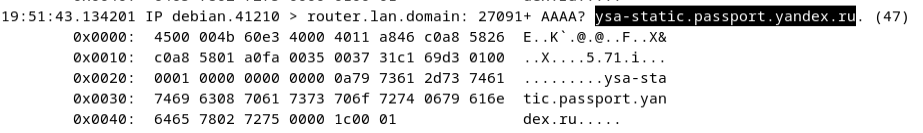 19:51:43.134201 IP debian.41210 > router.lan.domain: 27091+ AAAA? ysa-static.passport.yandex.ru. (47)
0x0000: 4500 004b 60e3 4000 4011 a846 c0a8 5826 E..K`.@.@..F..X&
0x0010: c0a8 5801 a0fa 0035 0037 31c1 69d3 0100 ..X....5.71.i...
0x0020: 0001 0000 0000 0000 0a79 7361 2d73 7461 .........ysa-sta
0x0030: 7469 6308 7061 7373 706f 7274 0679 616e tic.passport.yan
0x0040: 6465 7802 7275 0000 1c00 01 dex.ru.....